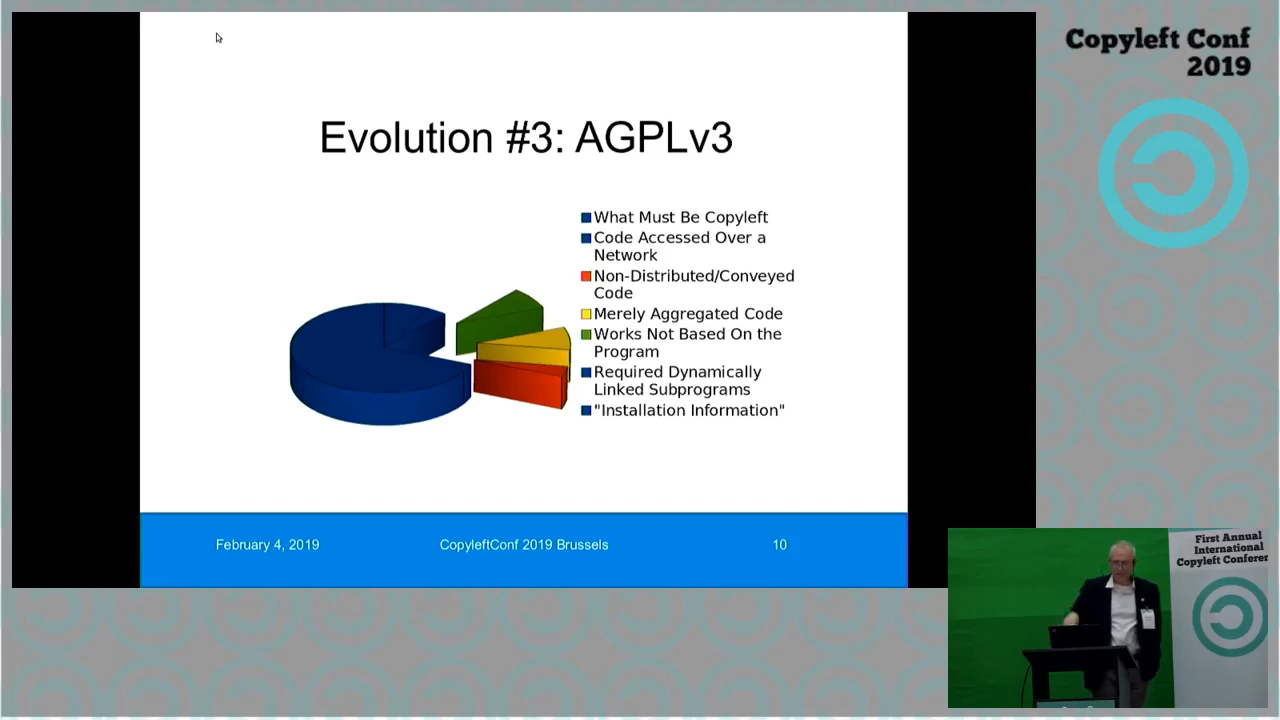 Copyleft Conf
2019
Evolution #3: AGPLv3
What Must Be Copyleft
Code Accessed Over a
Network
Non-Distributed/Conveyed
Code
Merely Aggregated Code
Works Not Based On the
Program
Required Dynamically
Linked Subprograms
"Installation Information"
February 4, 2019
CopyleftConf 2019 Brussels
10
First Annual
International
Copyleft Conferen